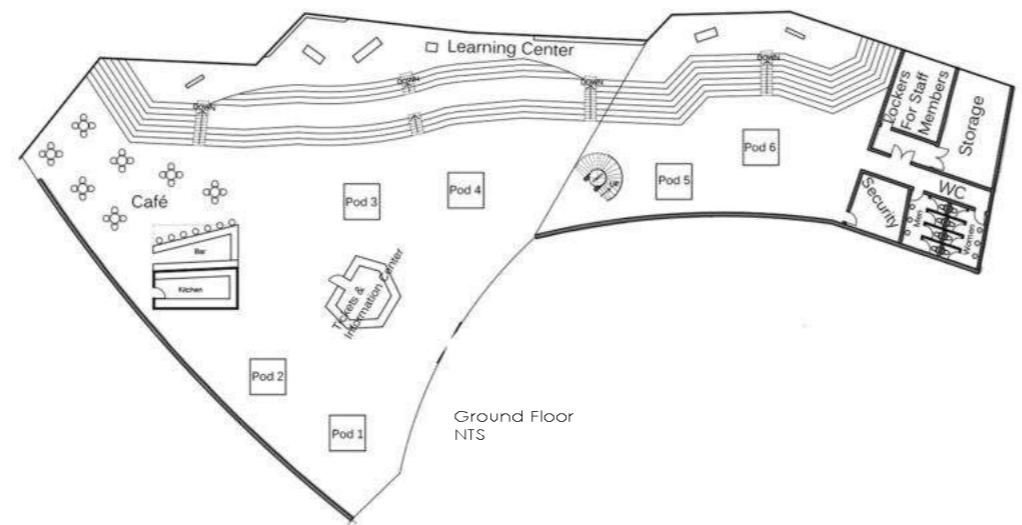 Learning Center
DOWN
DOWN
DOWN
DOWN
Lockers
For Staff
Members
Storage
Pod 6
Pod 5
UP
WC
Security
Men
Women
Pod 4
Pod 3
Café
Bar
Kitchen
Tickets &
Information Center
Pod 2
Pod 1
Ground Floor
NTS